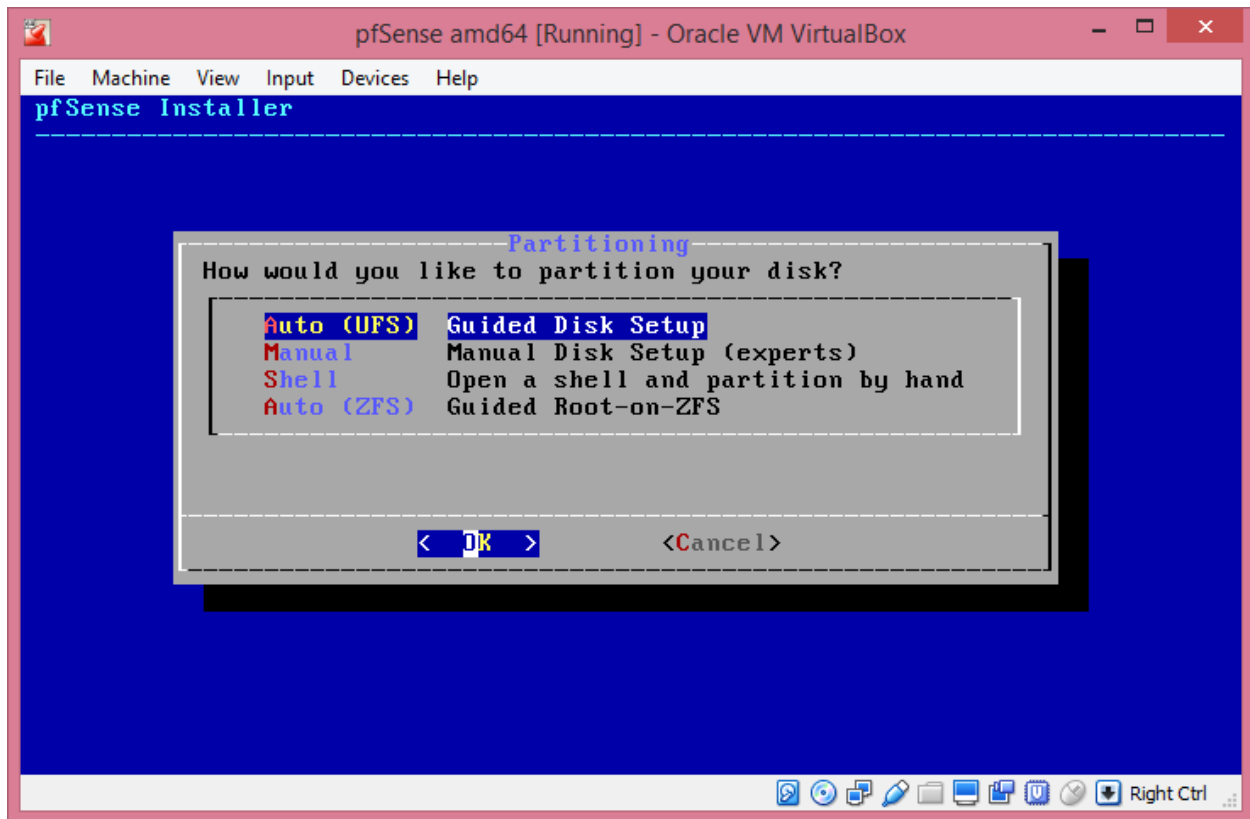 pfSense amd64 [Running] - Oracle VM VirtualBox
File Machine View Input Devices Help
pfSense Installer
Partitioning
How would you like to partition your disk?
Auto (UFS) Guided Disk Setup
Manual Manual Disk Setup (experts)
Shell Open a shell and partition by hand
Auto (ZFS) Guided Root-on-ZFS
< OK > <Cancel>
Right Ctrl